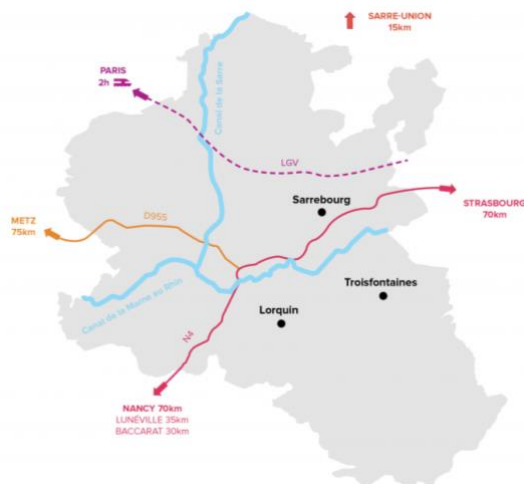 SARRE-UNION
15km
PARIS
2h
Canal de la Sarre
LGV
Sarrebourg
STRASBOURG
70km
METZ
75km
D955
Canal de la Marne au Rhin
Troisfontaines
Lorquin
N4
NANCY 70km
LUNÉVILLE 35km
BACCARAT 30km